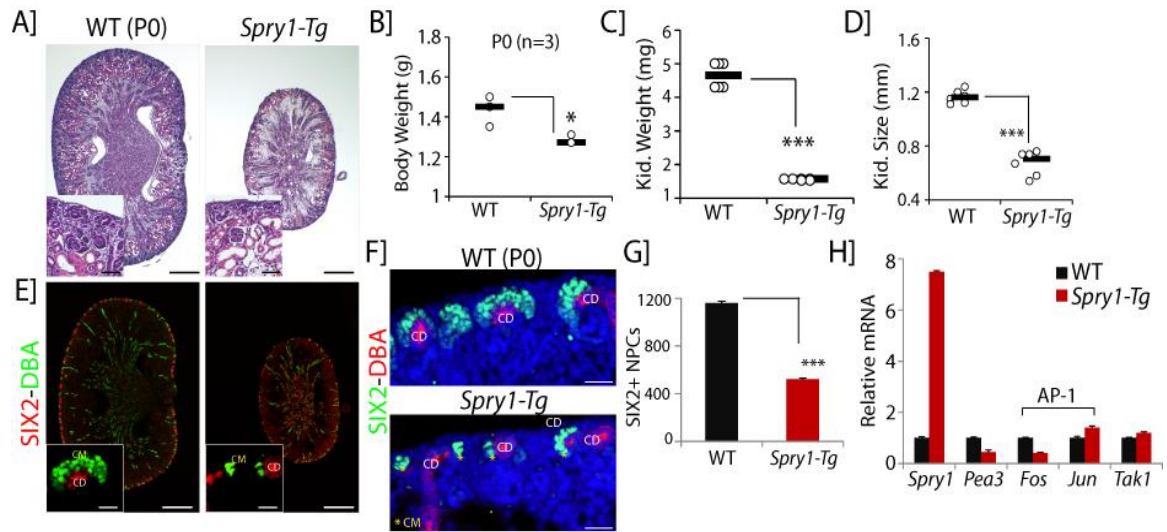 A]
WT (P0)
Spry1-Tg
B]
Body Weight (g)
1.8
1.6
1.4
1.2
1
P0 (n=3)
*
WT
Spry1-Tg
C]
Kid. Weight (mg)
6
5
4
3
2
1
***
WT
Spry1-Tg
D]
Kid. Size (mm)
1.6
1.2
0.8
0.4
***
WT
Spry1-Tg
E]
SIX2-DBA
CM
CD
CM
CD
F]
SIX2-DBA
WT (P0)
CD
CD
CD
Spry1-Tg
CD
CD
CD
CD
* CM
G]
SIX2+ NPCs
1200
800
400
0
***
WT
Spry1-Tg
H]
Relative mRNA
8
6
4
2
0
WT
Spry1-Tg
AP-1
Spry1
Pea3
Fos
Jun
Tak1